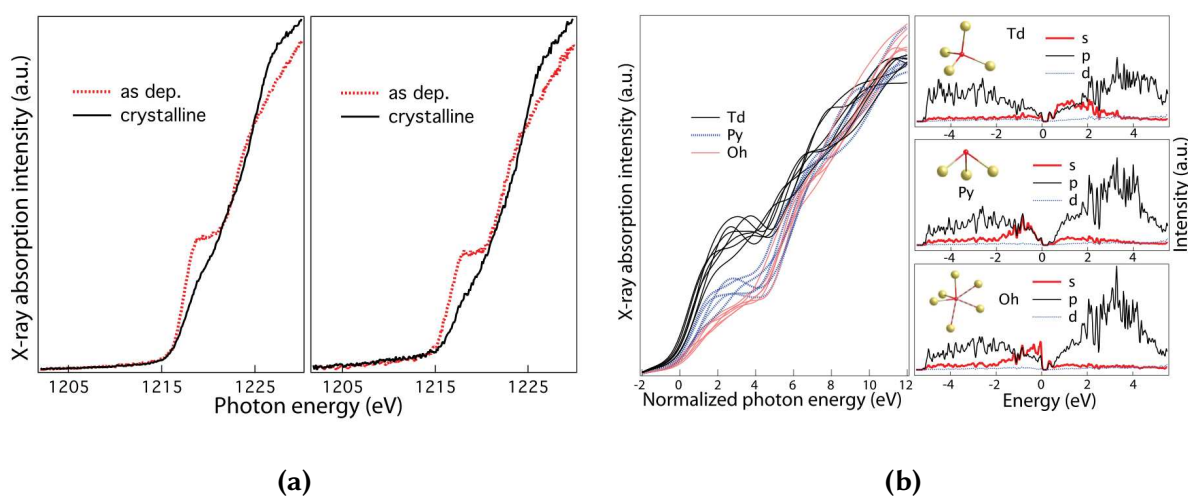 X-ray absorption intensity (a.u.)
as dep.
crystalline
as dep.
crystalline
1205 1215 1225 1205 1215 1225
Photon energy (eV)
(a)
X-ray absorption intensity (a.u.)
Td
Py
Oh
-2 0 2 4 6 8 10 12
Normalized photon energy (eV)
Td
s
p
d
-4 -2 0 2 4
Py
s
p
d
-4 -2 0 2 4
Oh
s
p
d
-4 -2 0 2 4
Energy (eV)
Intensity (a.u.)
(b)